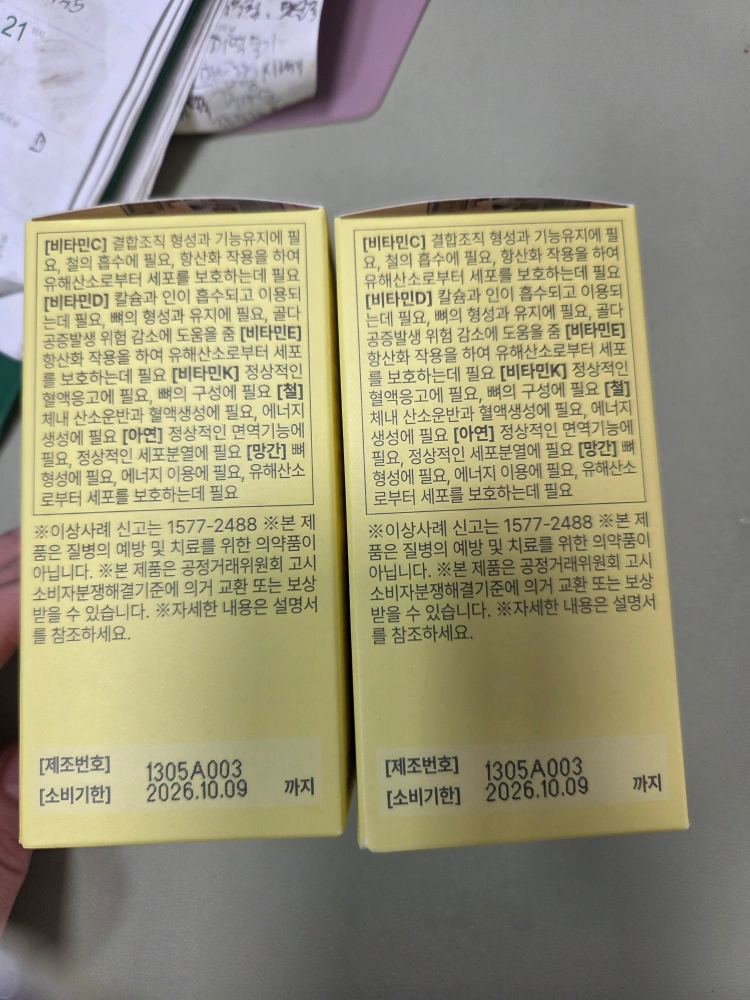 21
[비타민C] 결합조직 형성과 기능유지에 필
요, 철의 흡수에 필요, 항산화 작용을 하여
유해산소로부터 세포를 보호하는데 필요
[비타민D] 칼슘과 인이 흡수되고 이용되
는데 필요, 뼈의 형성과 유지에 필요, 골다
공증발생 위험 감소에 도움을 줌 [비타민E]
항산화 작용을 하여 유해산소로부터 세포
를 보호하는데 필요 [비타민K] 정상적인
혈액응고에 필요, 뼈의 구성에 필요 [철]
체내 산소운반과 혈액생성에 필요, 에너지
생성에 필요 [아연] 정상적인 면역기능에
필요, 정상적인 세포분열에 필요 [망간] 뼈
형성에 필요, 에너지 이용에 필요, 유해산소
로부터 세포를 보호하는데 필요
※이상사례 신고는 1577-2488 ※본 제
품은 질병의 예방 및 치료를 위한 의약품이
아닙니다. ※본 제품은 공정거래위원회 고시
소비자분쟁해결기준에 의거 교환 또는 보상
받을 수 있습니다. ※자세한 내용은 설명서
를 참조하세요.
[제조번호] 1305A003
[소비기한] 2026.10.09 까지
[비타민C] 결합조직 형성과 기능유지에 필
요, 철의 흡수에 필요, 항산화 작용을 하여
유해산소로부터 세포를 보호하는데 필요
[비타민D] 칼슘과 인이 흡수되고 이용되
는데 필요, 뼈의 형성과 유지에 필요, 골다
공증발생 위험 감소에 도움을 줌 [비타민E]
항산화 작용을 하여 유해산소로부터 세포
를 보호하는데 필요 [비타민K] 정상적인
혈액응고에 필요, 뼈의 구성에 필요 [철]
체내 산소운반과 혈액생성에 필요, 에너지
생성에 필요 [아연] 정상적인 면역기능에
필요, 정상적인 세포분열에 필요 [망간] 뼈
형성에 필요, 에너지 이용에 필요, 유해산소
로부터 세포를 보호하는데 필요
※이상사례 신고는 1577-2488 ※본 제
품은 질병의 예방 및 치료를 위한 의약품이
아닙니다. ※본 제품은 공정거래위원회 고시
소비자분쟁해결기준에 의거 교환 또는 보상
받을 수 있습니다. ※자세한 내용은 설명서
를 참조하세요.
[제조번호] 1305A003
[소비기한] 2026.10.09 까지